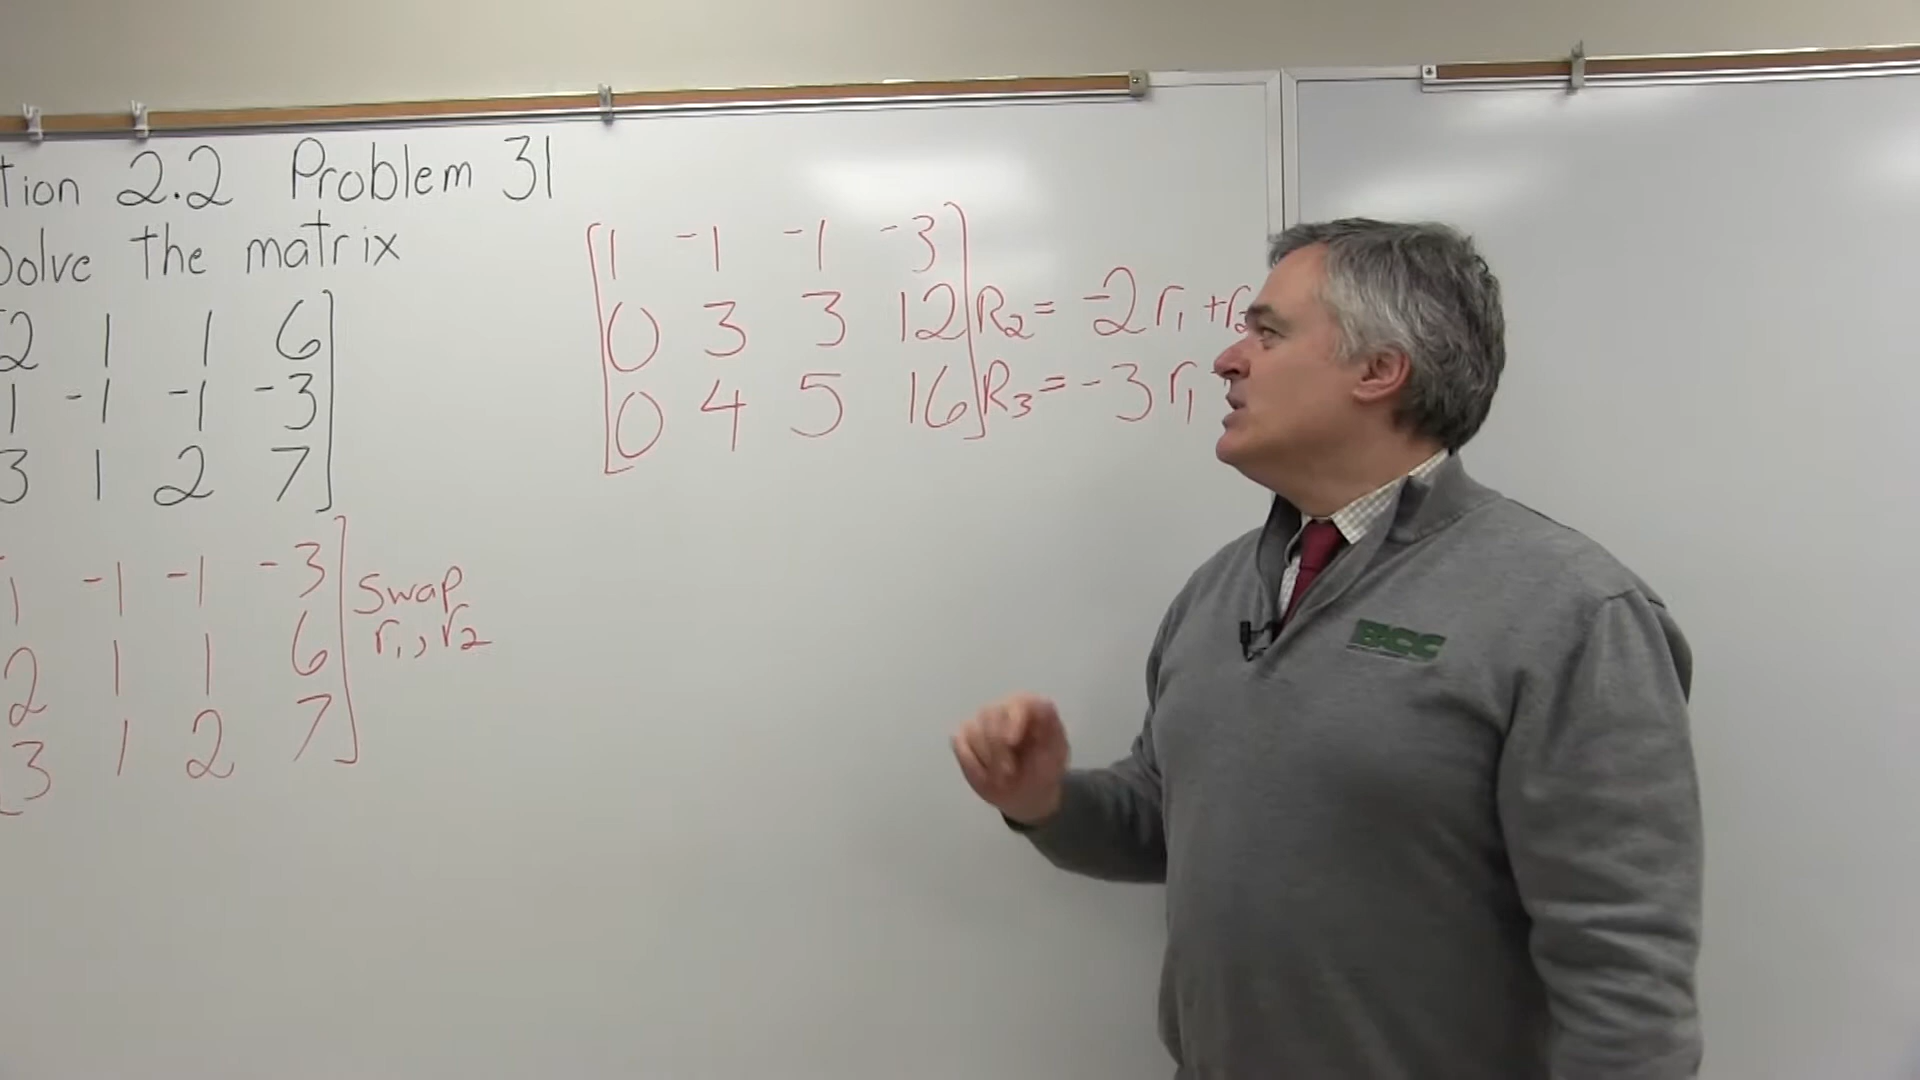 tion 2.2 Problem 31
Solve the matrix
2 1 1 6
1 -1 -1 -3
3 1 2 7
1 -1 -1 -3
2 1 1 6
3 1 2 7
swap
r₁, r₂
1 -1 -1 -3
0 3 3 12 R₂ = -2r₁ + r₂
0 4 5 16 R₃ = -3r₁
BCC